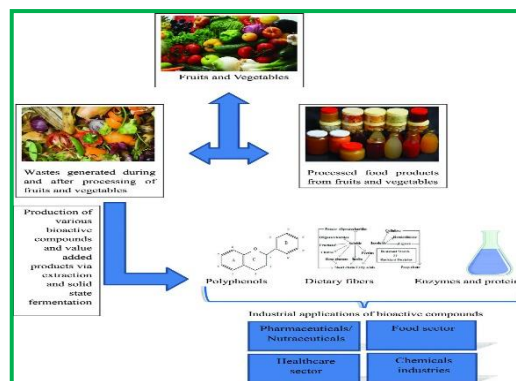 Fruits and Vegetables
Wastes generated during
and after processing of
fruits and vegetables
Processed food products
from fruits and vegetables
Production of
various
bioactive
compounds
and value
added
products via
extraction
and solid
state
fermentation
A
C
B
Polyphenols
Dietary fibers
Enzymes and protein
Industrial applications of bioactive compounds
Pharmaceuticals/
Nutraceuticals
Food sector
Healthcare
sector
Chemicals
industries